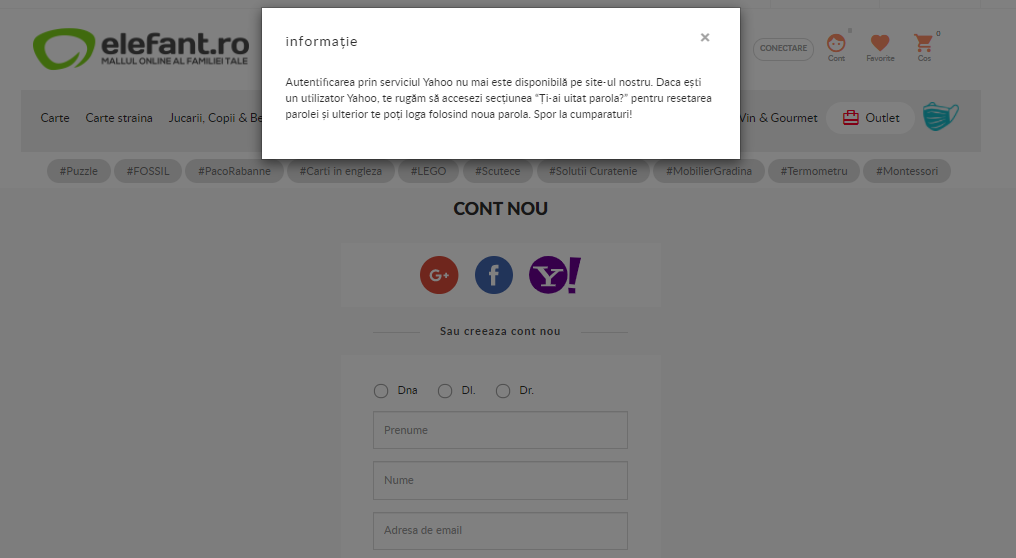 informație
×
Autentificarea prin serviciul Yahoo nu mai este disponibilă pe site-ul nostru. Daca ești
un utilizator Yahoo, te rugăm să accesezi secțiunea “Ți-ai uitat parola?” pentru resetarea
parolei și ulterior te poți loga folosind noua parola. Spor la cumparaturi!
elefant.ro
MALLUL ONLINE AL FAMILIEI TALE
CONECTARE
0
Cont
Favorite
0
Cos
Carte Carte straina Jucarii, Copii & Be Vin & Gourmet Outlet
#Puzzle #FOSSIL #PacoRabanne #Carti in engleza #LEGO #Scutece #Solutii Curatenie #MobilierGradina #Termometru #Montessori
CONT NOU
G+ f Y!
Sau creeaza cont nou
Dna Dl. Dr.
Prenume
Nume
Adresa de email